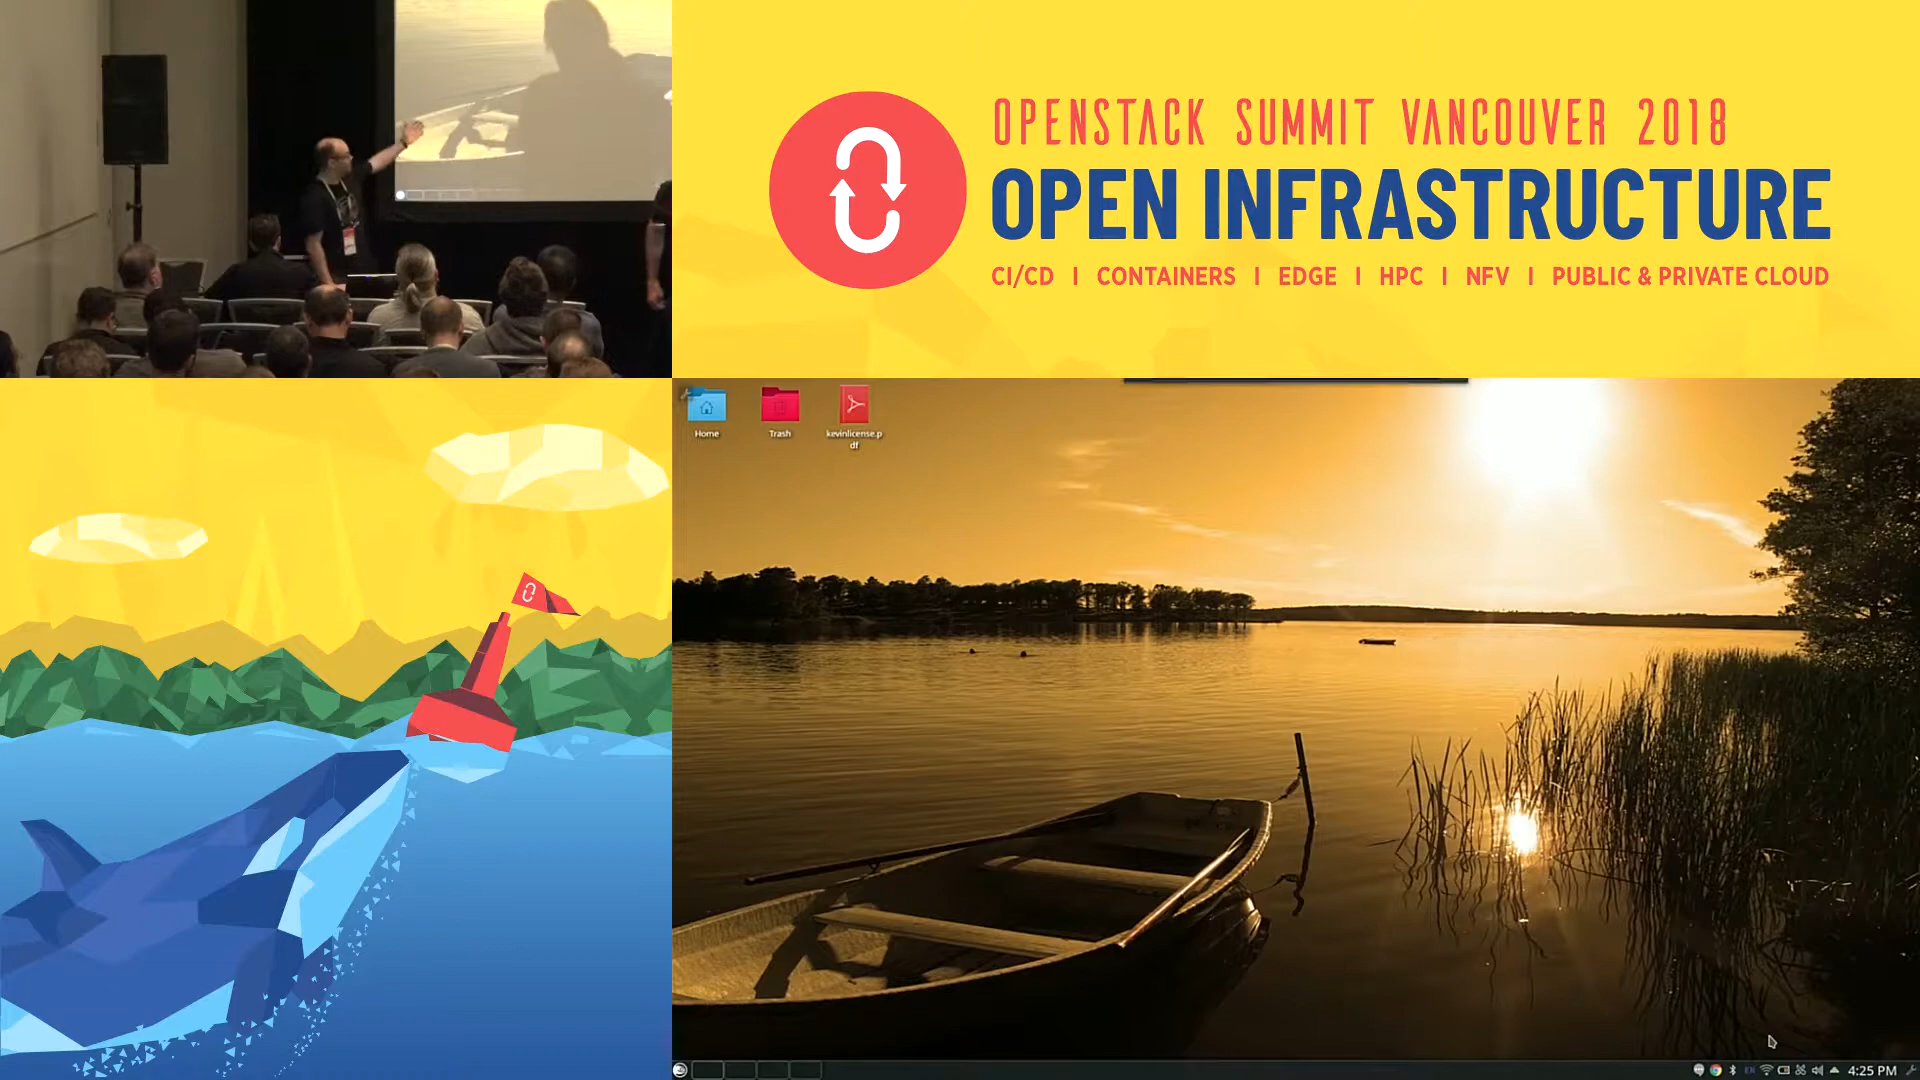 OPENSTACK SUMMIT VANCOUVER 2018
OPEN INFRASTRUCTURE
CI/CD | CONTAINERS | EDGE | HPC | NFV | PUBLIC & PRIVATE CLOUD
Home
Trash
kevinlicense.p
df
EN
4:25 PM